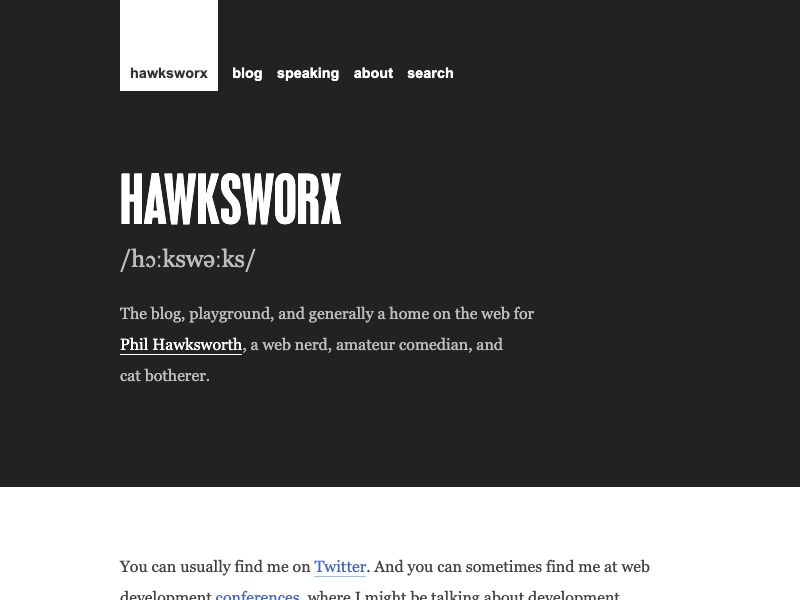 hawksworx blog speaking about search
HAWKSWORX
/hɔːkswəːks/
The blog, playground, and generally a home on the web for
Phil Hawksworth, a web nerd, amateur comedian, and
cat botherer.
You can usually find me on Twitter. And you can sometimes find me at web
development conferences, where I might be talking about development